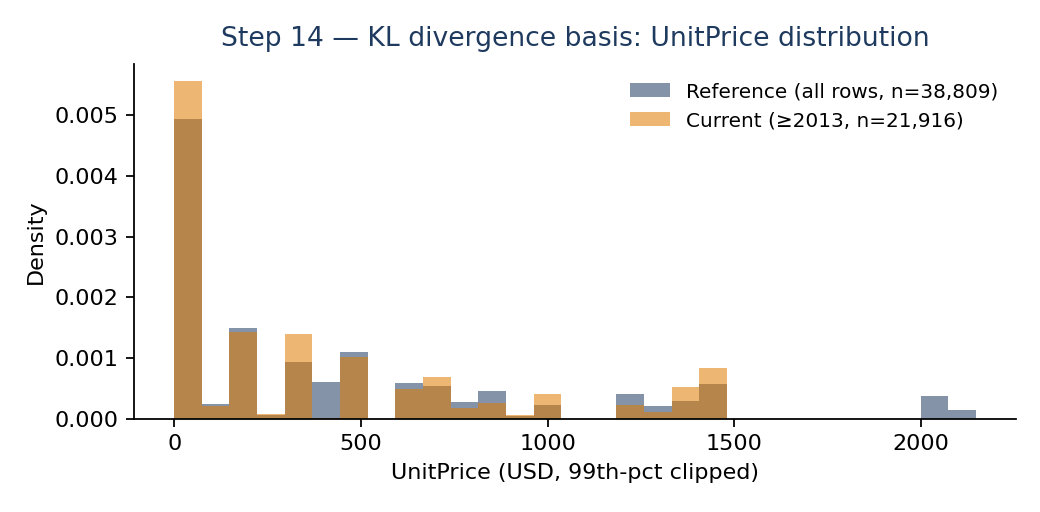 Step 14 — KL divergence basis: UnitPrice distribution
Reference (all rows, n=38,809)
Current (≥2013, n=21,916)
Density
0.005
0.004
0.003
0.002
0.001
0.000
0 500 1000 1500 2000
UnitPrice (USD, 99th-pct clipped)